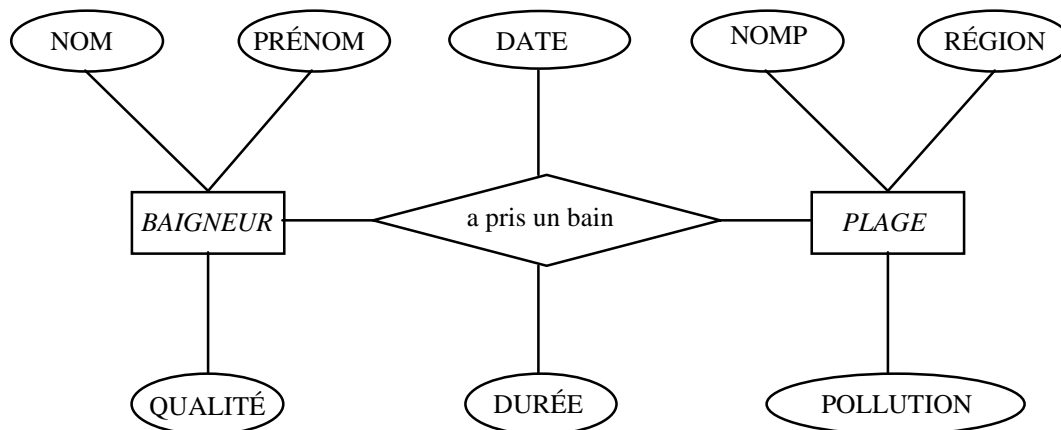 NOM PRÉNOM DATE NOMP RÉGION
BAIGNEUR a pris un bain PLAGE
QUALITÉ DURÉE POLLUTION